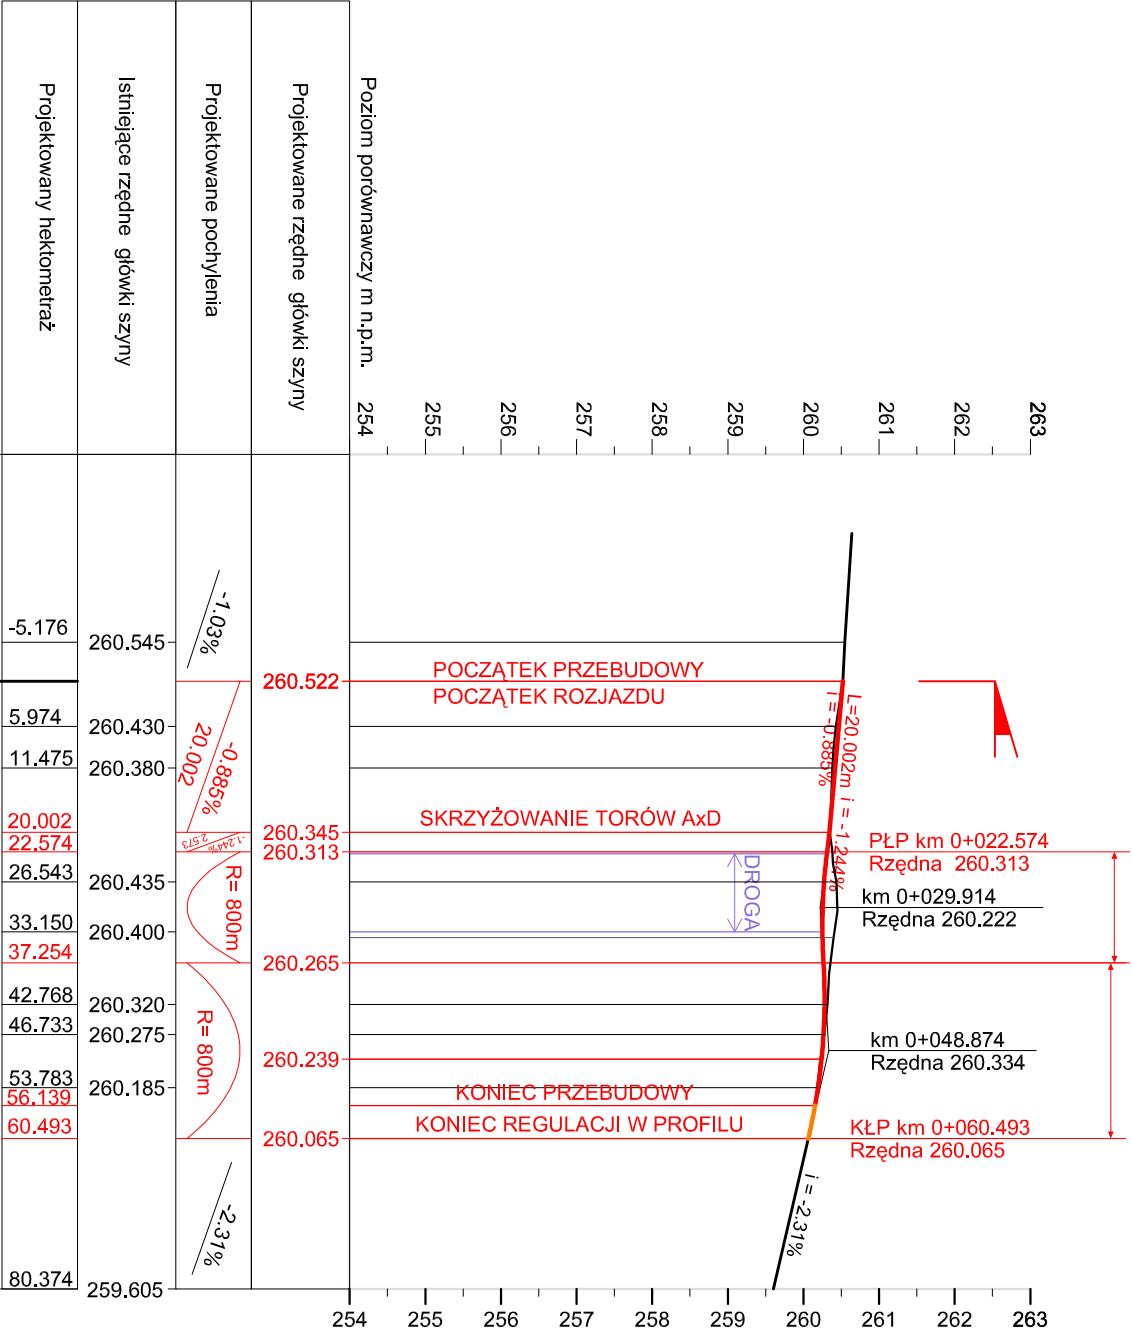 Projektowany hektometraż
Istniejące rzędne główki szyny
Projektowane pochylenia
Projektowane rzędne główki szyny
Poziom porównawczy m n.p.m.
254
255
256
257
258
259
260
261
262
263
-1.03%
-5.176
260.545
POCZĄTEK PRZEBUDOWY
260.522
POCZĄTEK ROZJAZDU
5.974
260.430
11.475
260.380
20.002
-0.885%
L=20.002m i = -1.244%
i = -0.885%
20.002
260.345
SKRZYŻOWANIE TORÓW AxD
22.574
2.573
-1.244%
260.313
PŁP km 0+022.574
Rzędna 260.313
26.543
260.435
R= 800m
DROGA
km 0+029.914
Rzędna 260.222
33.150
260.400
37.254
260.265
42.768
260.320
46.733
260.275
R= 800m
260.239
km 0+048.874
Rzędna 260.334
53.783
260.185
56.139
KONIEC PRZEBUDOWY
60.493
260.065
KONIEC REGULACJI W PROFILU
KŁP km 0+060.493
Rzędna 260.065
-2.31%
i = -2.31%
80.374
259.605
254
255
256
257
258
259
260
261
262
263